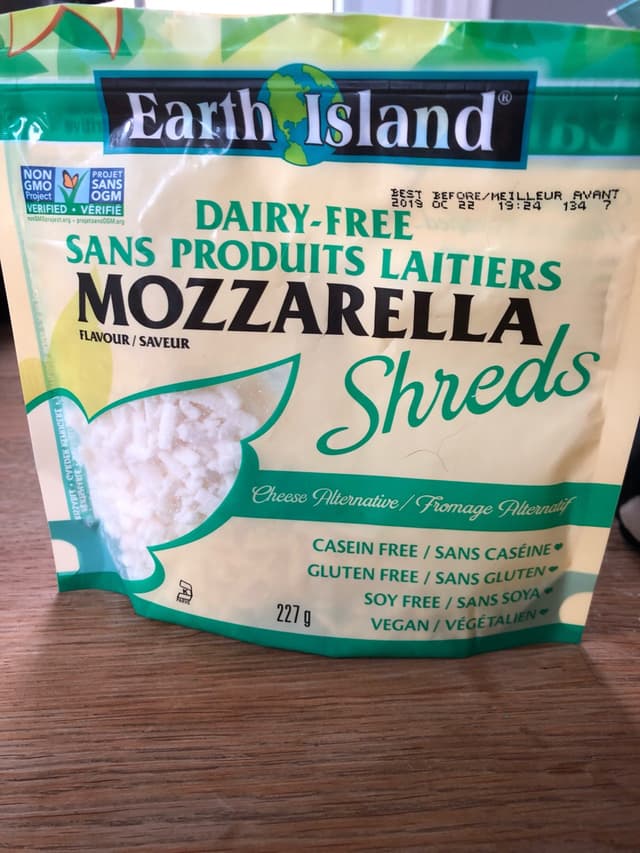 Earth Island®
NON GMO Project VERIFIED
PROJET SANS OGM VÉRIFIÉ
BEST BEFORE/MEILLEUR AVANT
2019 OC 22 19:24 134 7
DAIRY-FREE
SANS PRODUITS LAITIERS
MOZZARELLA
FLAVOUR / SAVEUR
Shreds
Cheese Alternative / Fromage Alternatif
CASEIN FREE / SANS CASÉINE
GLUTEN FREE / SANS GLUTEN
SOY FREE / SANS SOYA
VEGAN / VÉGÉTALIEN
K
227 g